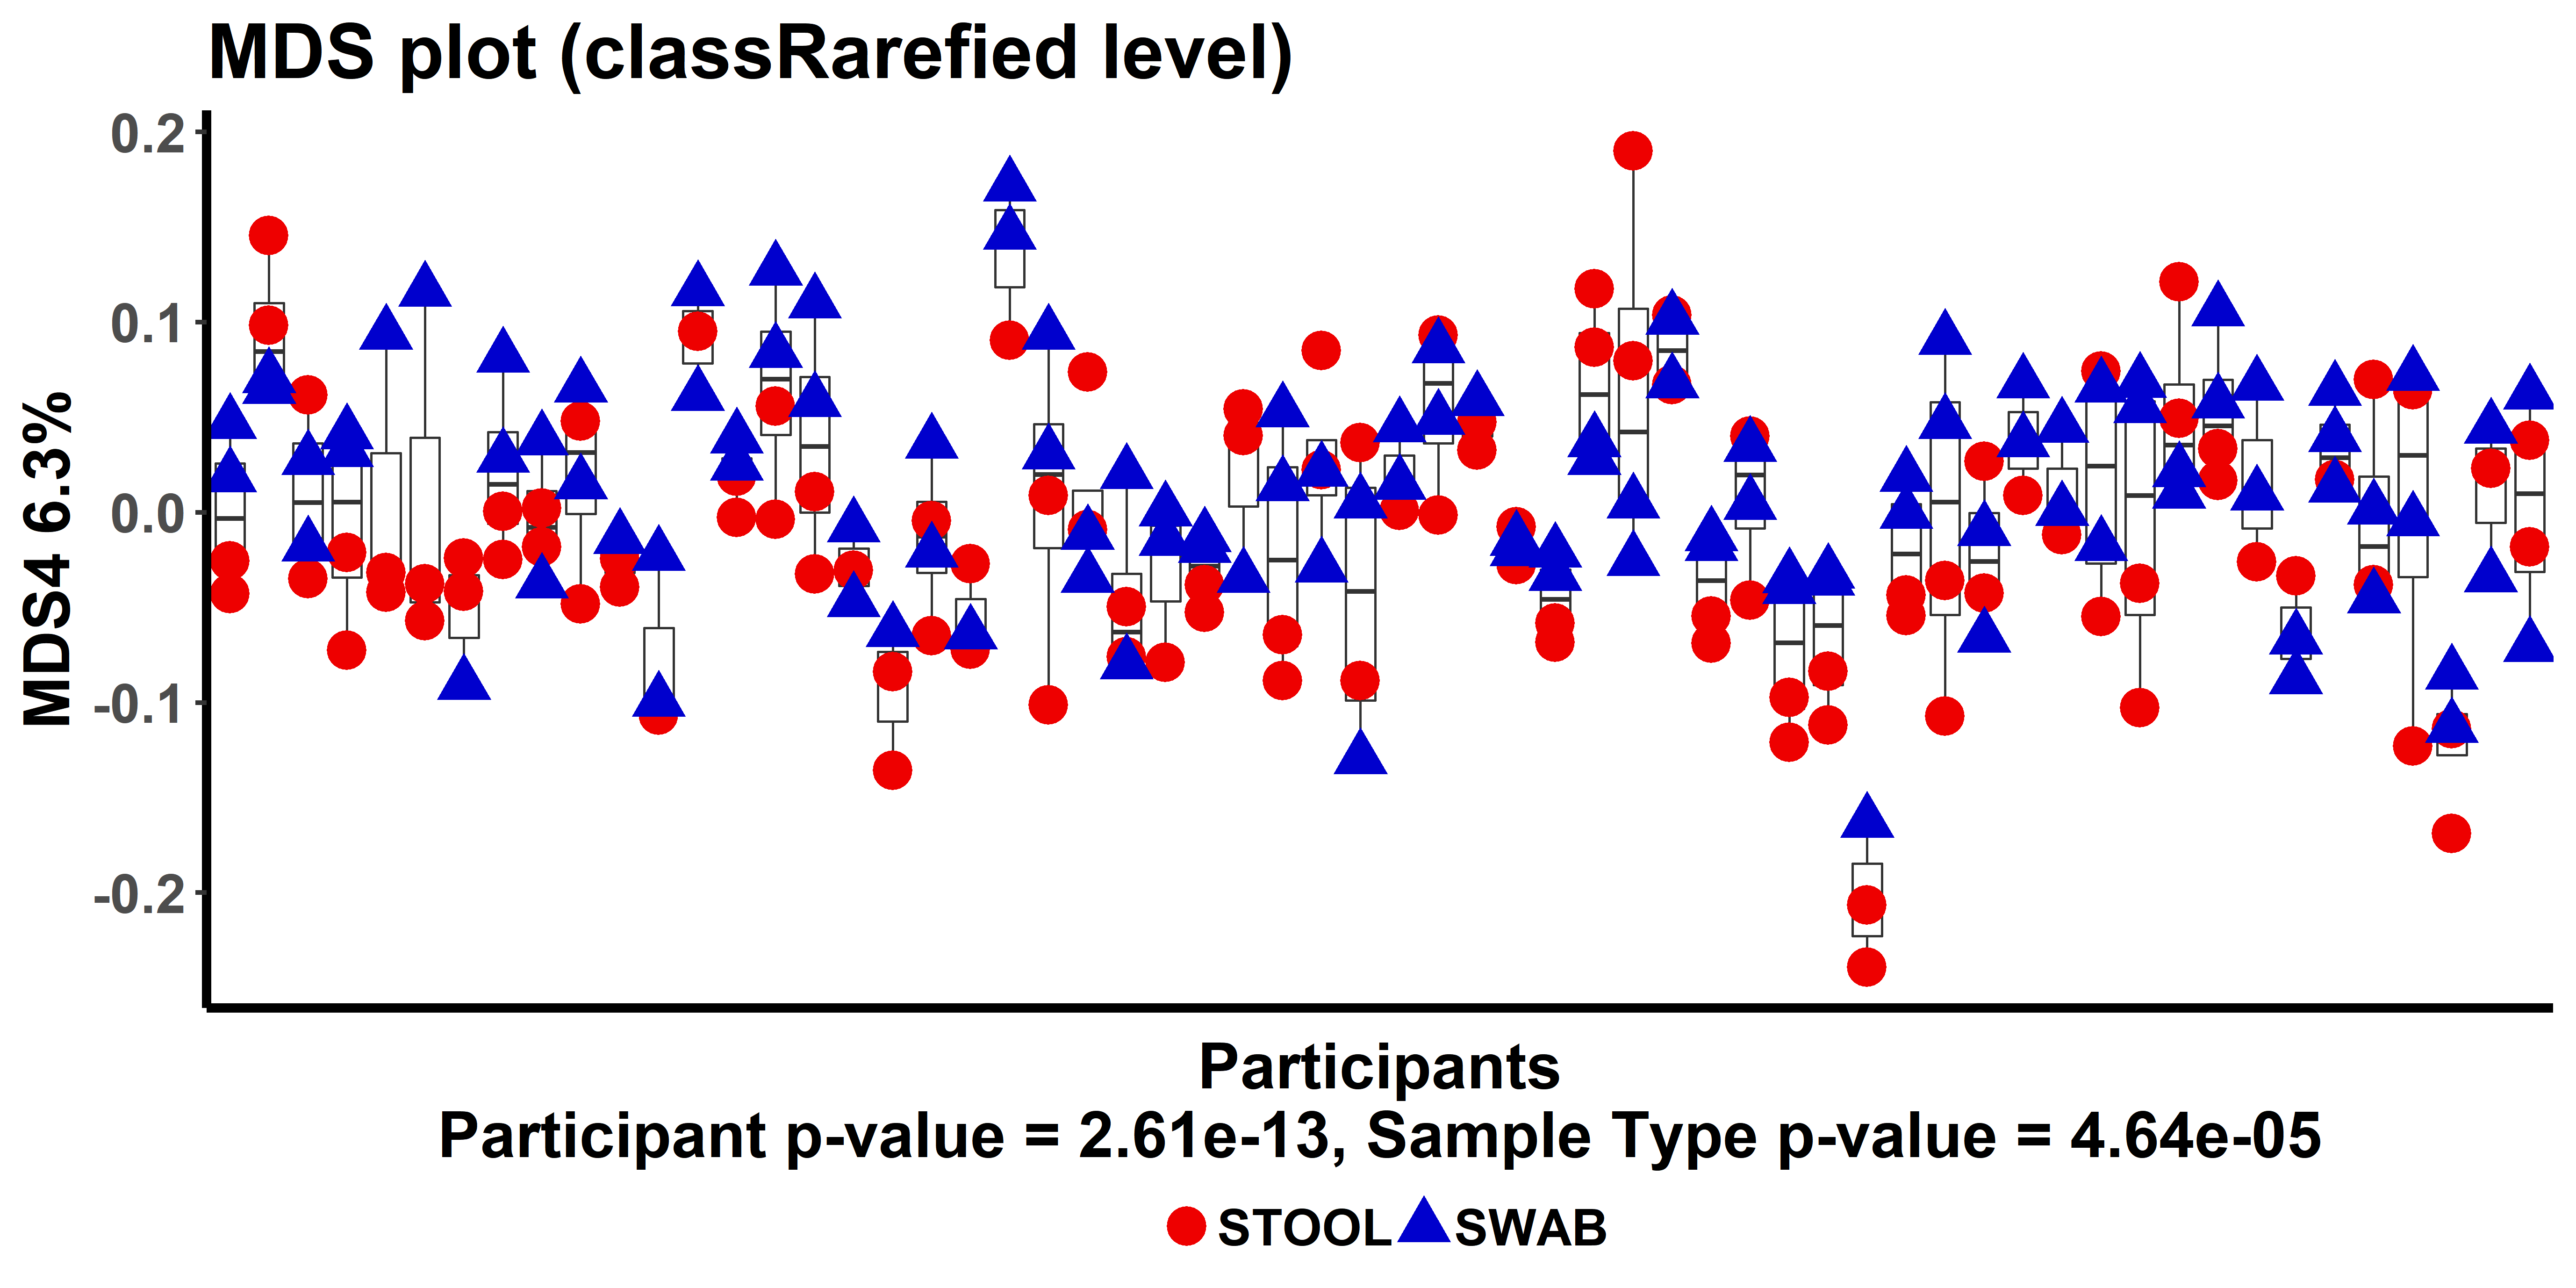 MDS plot (classRarefied level)
0.2
0.1
0.0
-0.1
-0.2
MDS4 6.3%
Participants
Participant p-value = 2.61e-13, Sample Type p-value = 4.64e-05
STOOL SWAB